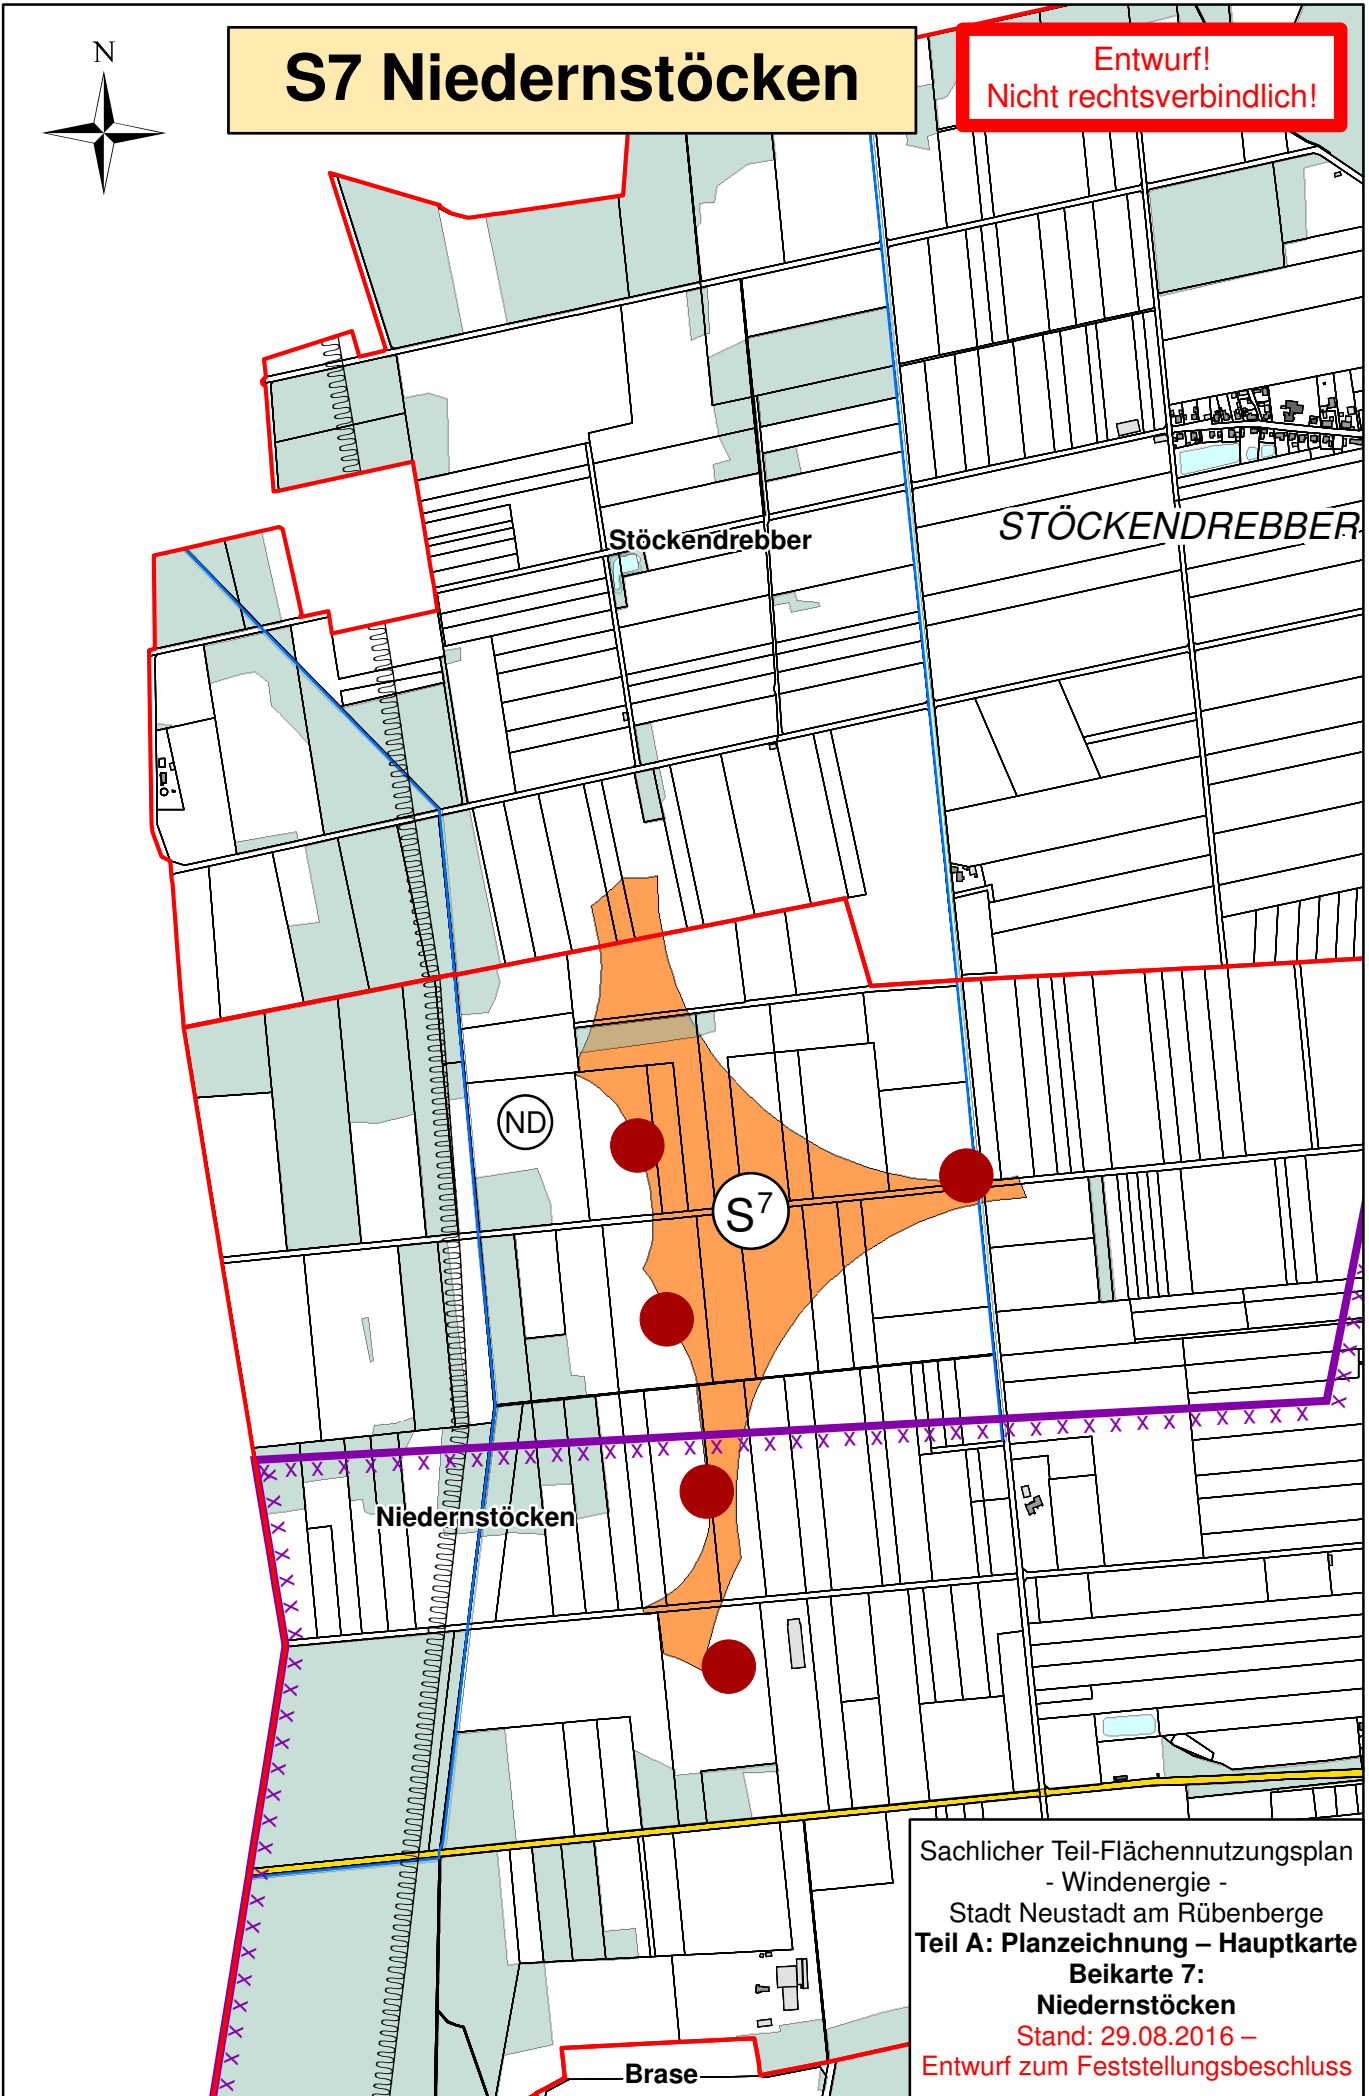 N
S7 Niedernstöcken
Entwurf!
Nicht rechtsverbindlich!
STÖCKENDREBBER
Stöckendrebber
ND
S7
Niedernstöcken
Sachlicher Teil-Flächennutzungsplan
- Windenergie -
Stadt Neustadt am Rübenberge
Teil A: Planzeichnung – Hauptkarte
Beikarte 7:
Niedernstöcken
Stand: 29.08.2016 –
Entwurf zum Feststellungsbeschluss
Brase